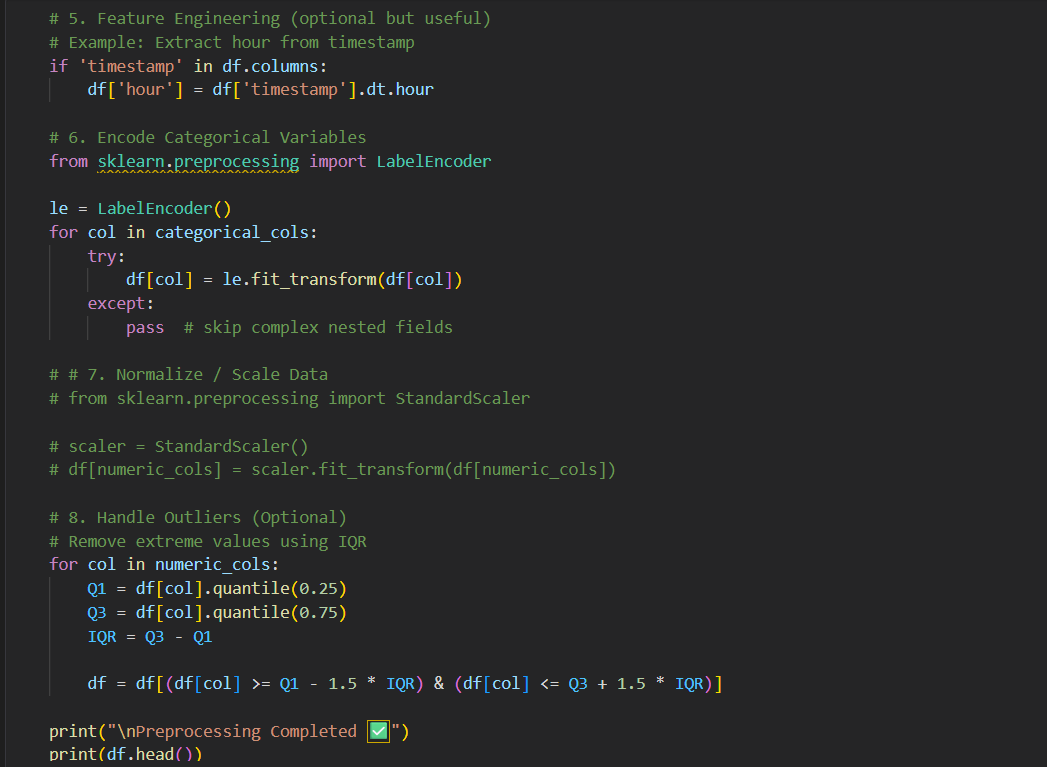 # 5. Feature Engineering (optional but useful)
# Example: Extract hour from timestamp
if 'timestamp' in df.columns:
    df['hour'] = df['timestamp'].dt.hour

# 6. Encode Categorical Variables
from sklearn.preprocessing import LabelEncoder

le = LabelEncoder()
for col in categorical_cols:
    try:
        df[col] = le.fit_transform(df[col])
    except:
        pass  # skip complex nested fields

# # 7. Normalize / Scale Data
# from sklearn.preprocessing import StandardScaler

# scaler = StandardScaler()
# df[numeric_cols] = scaler.fit_transform(df[numeric_cols])

# 8. Handle Outliers (Optional)
# Remove extreme values using IQR
for col in numeric_cols:
    Q1 = df[col].quantile(0.25)
    Q3 = df[col].quantile(0.75)
    IQR = Q3 - Q1

    df = df[(df[col] >= Q1 - 1.5 * IQR) & (df[col] <= Q3 + 1.5 * IQR)]

print("\nPreprocessing Completed ✅")
print(df.head())